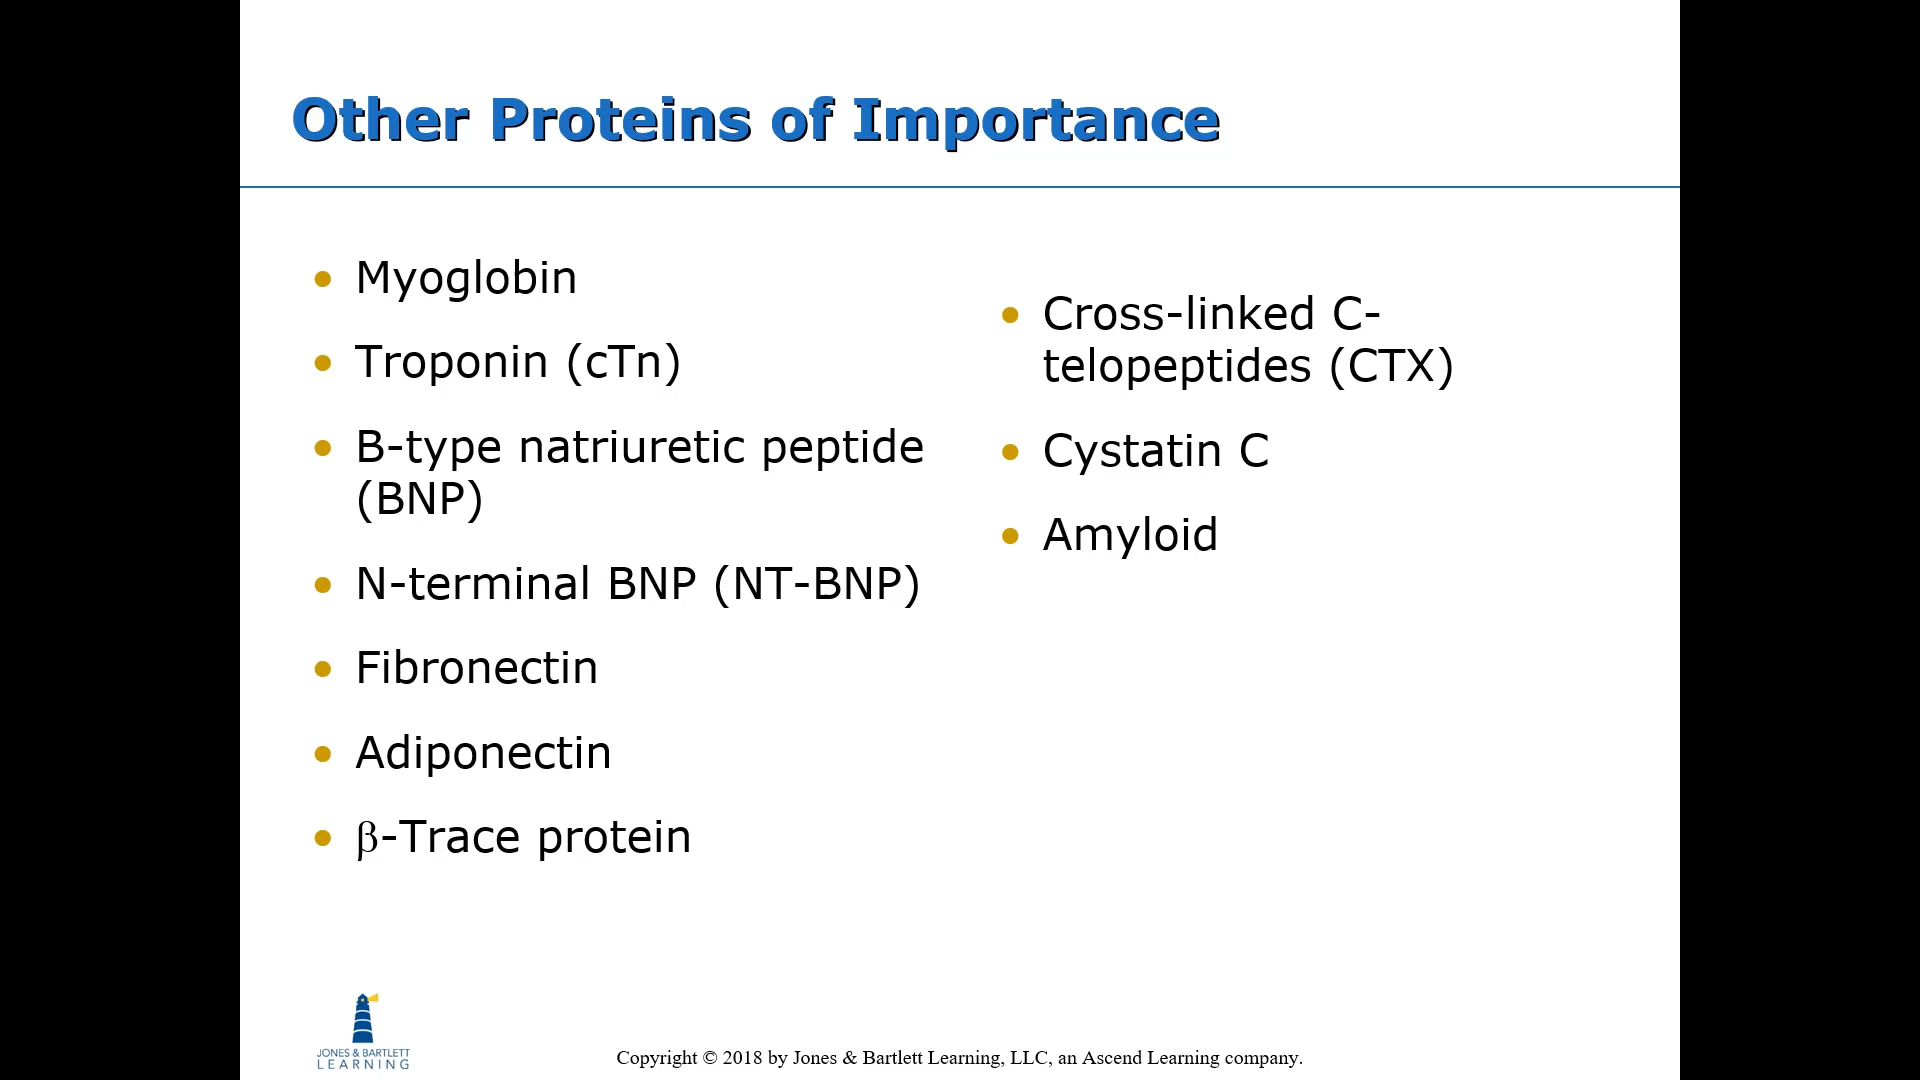 Other Proteins of Importance
• Myoglobin
• Troponin (cTn)
• B-type natriuretic peptide
(BNP)
• N-terminal BNP (NT-BNP)
• Fibronectin
• Adiponectin
• β-Trace protein
• Cross-linked C-
telopeptides (CTX)
• Cystatin C
• Amyloid
JONES & BARTLETT
LEARNING
Copyright © 2018 by Jones & Bartlett Learning, LLC, an Ascend Learning company.